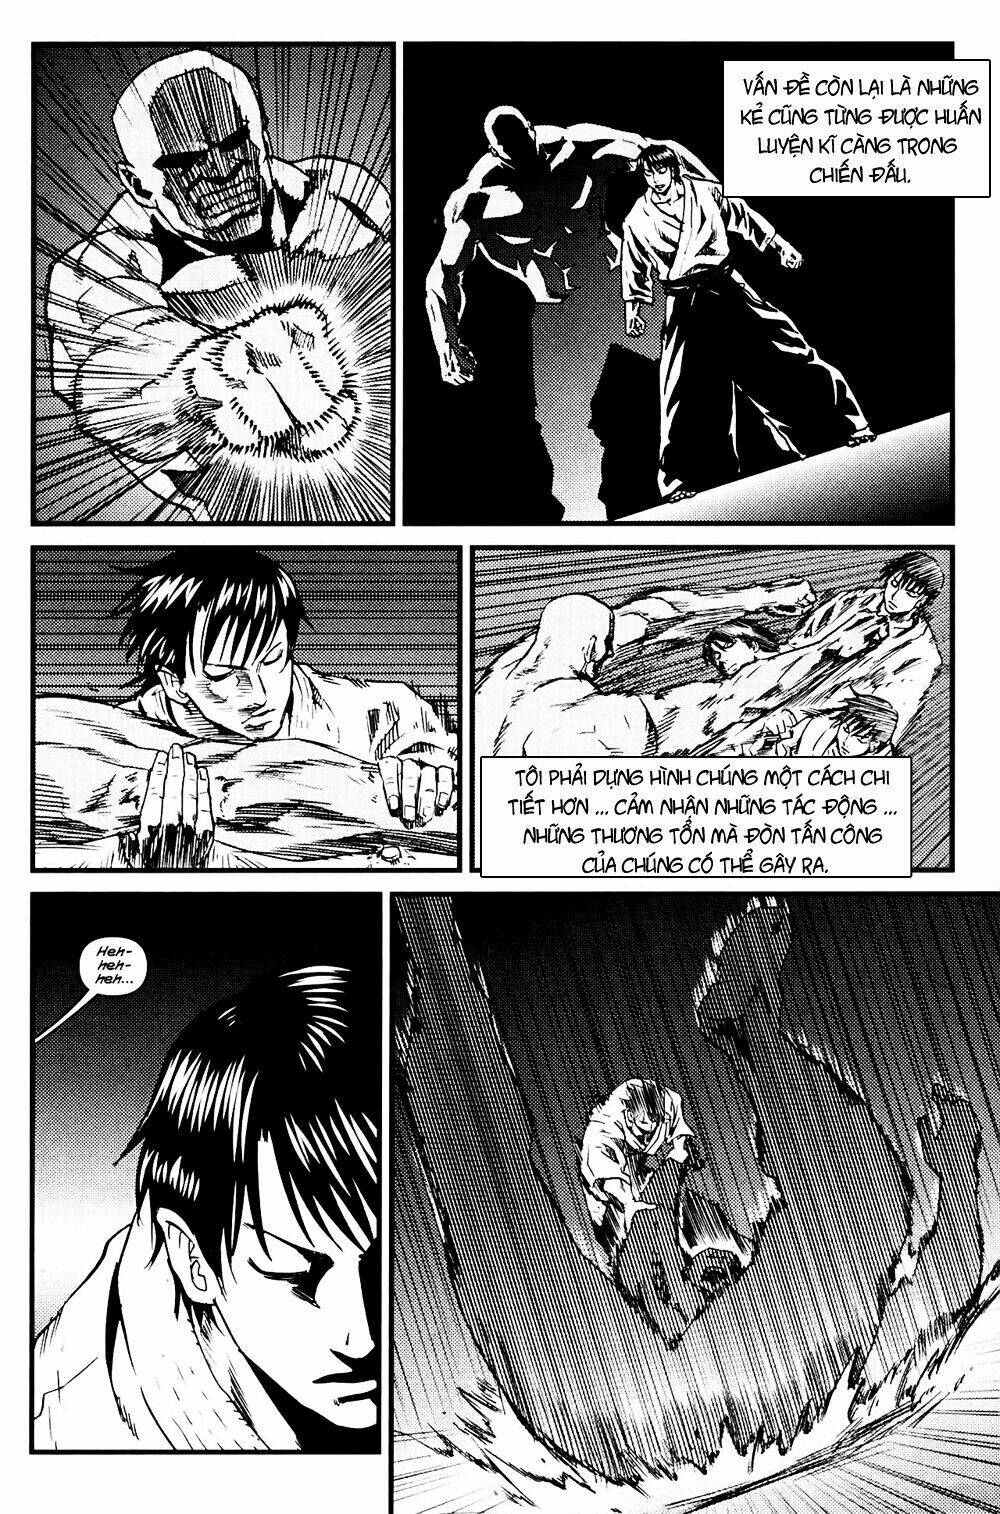 VẤN ĐỀ CÒN LẠI LÀ NHỮNG
KẺ CŨNG TỪNG ĐƯỢC HUẤN
LUYỆN KĨ CÀNG TRONG
CHIẾN ĐẤU.
TÔI PHẢI DỰNG HÌNH CHÚNG MỘT CÁCH CHI
TIẾT HƠN ... CẢM NHẬN NHỮNG TÁC ĐỘNG ...
NHỮNG THƯƠNG TỔN MÀ ĐÒN TẤN CÔNG
CỦA CHÚNG CÓ THỂ GÂY RA.
Heh-
heh-
heh...